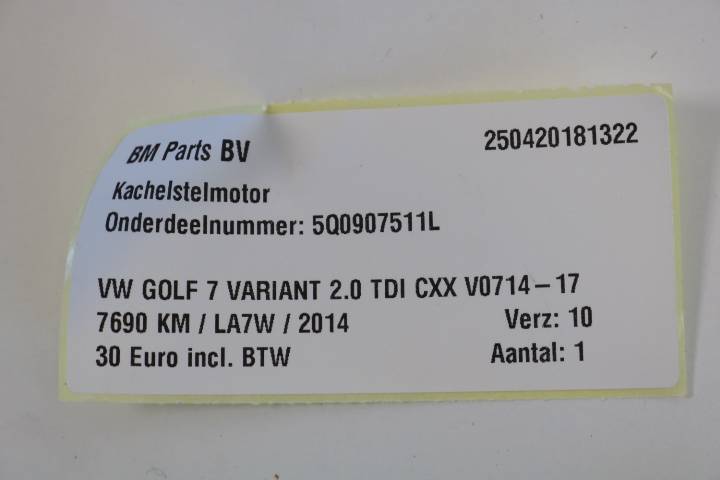 BM Parts BV 250420181322
Kachelstelmotor
Onderdeelnummer: 5Q0907511L
VW GOLF 7 VARIANT 2.0 TDI CXX V0714-17
7690 KM / LA7W / 2014 Verz: 10
30 Euro incl. BTW Aantal: 1